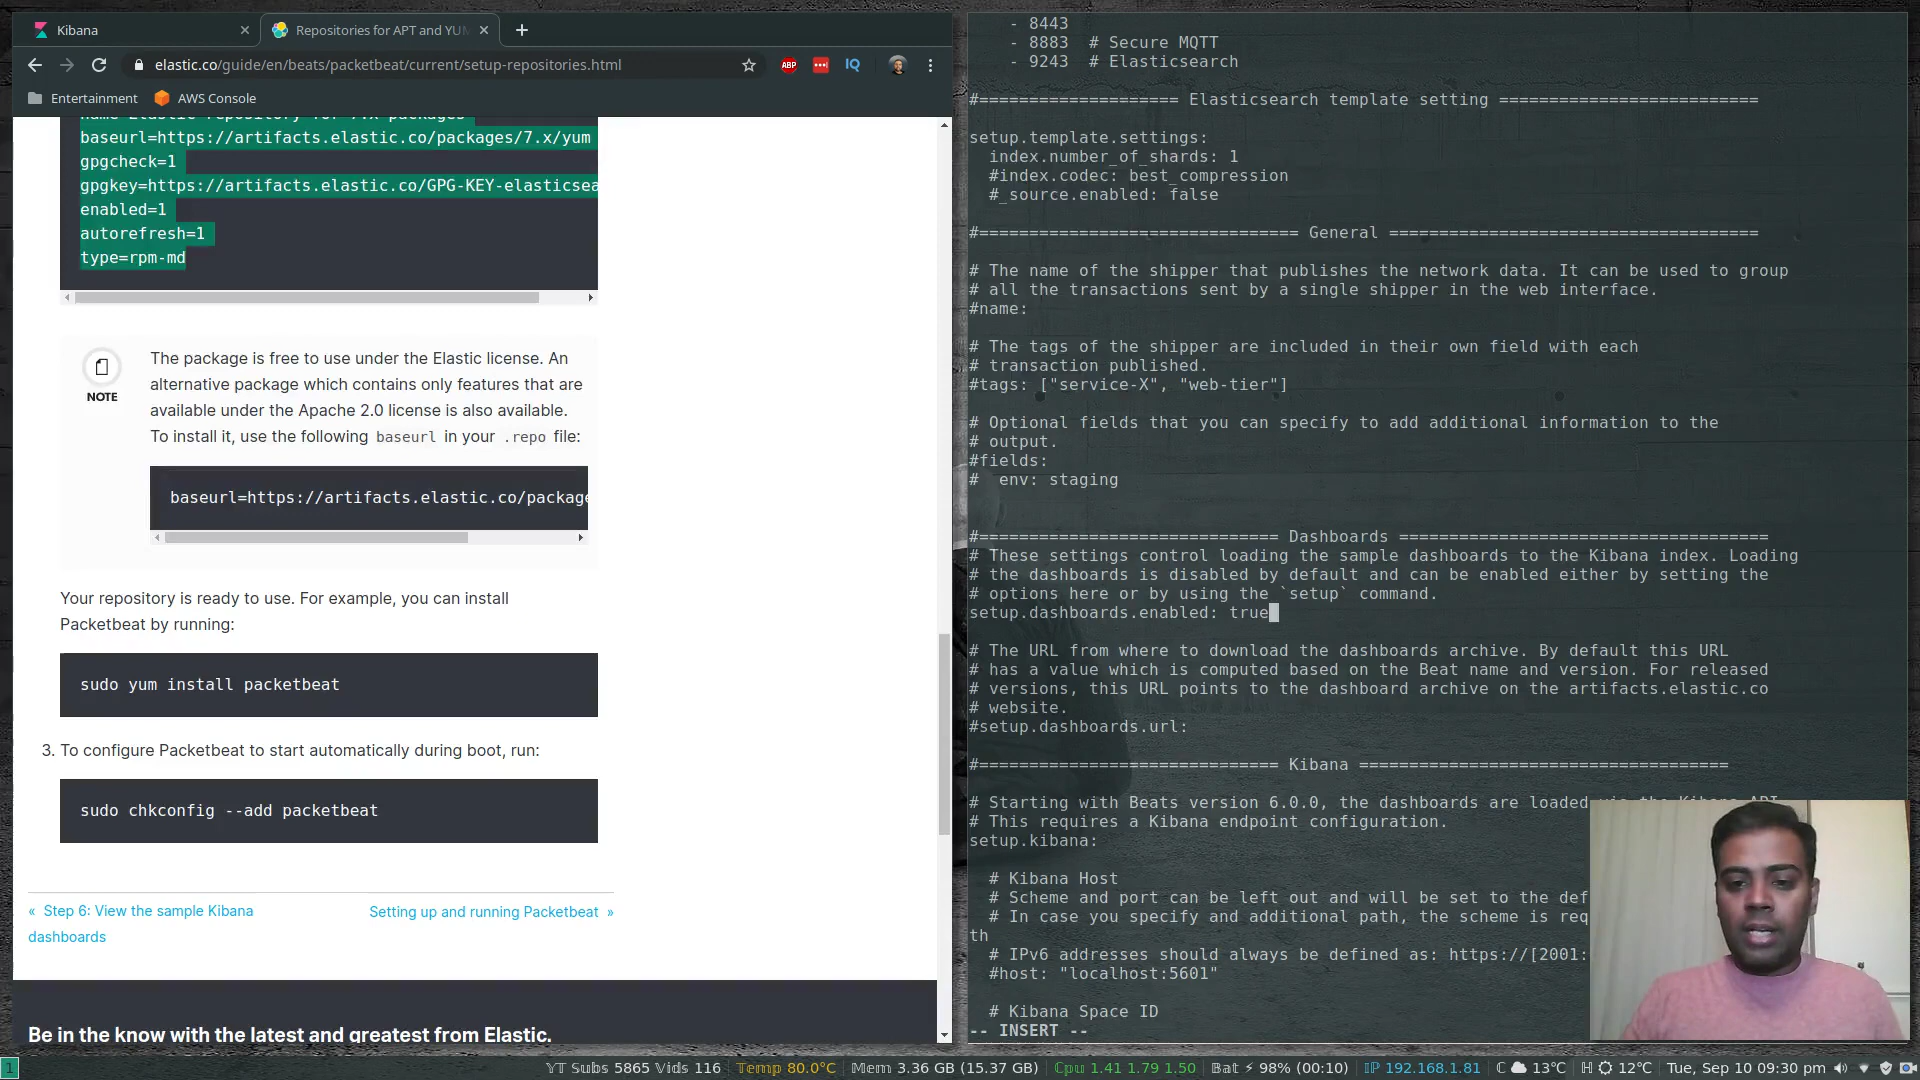 Kibana
Repositories for APT and YUM
elastic.co/guide/en/beats/packetbeat/current/setup-repositories.html
ABP
IQ
Entertainment
AWS Console
name=Elastic repository for 7.x packages
baseurl=https://artifacts.elastic.co/packages/7.x/yum
gpgcheck=1
gpgkey=https://artifacts.elastic.co/GPG-KEY-elasticsea
enabled=1
autorefresh=1
type=rpm-md
NOTE
The package is free to use under the Elastic license. An
alternative package which contains only features that are
available under the Apache 2.0 license is also available.
To install it, use the following baseurl in your .repo file:
baseurl=https://artifacts.elastic.co/package
Your repository is ready to use. For example, you can install
Packetbeat by running:
sudo yum install packetbeat
3. To configure Packetbeat to start automatically during boot, run:
sudo chkconfig --add packetbeat
« Step 6: View the sample Kibana
dashboards
Setting up and running Packetbeat »
Be in the know with the latest and greatest from Elastic.
- 8443
- 8883 # Secure MQTT
- 9243 # Elasticsearch
#==================== Elasticsearch template setting ==========================
setup.template.settings:
index.number_of_shards: 1
#index.codec: best_compression
#_source.enabled: false
#================================ General =====================================
# The name of the shipper that publishes the network data. It can be used to group
# all the transactions sent by a single shipper in the web interface.
#name:
# The tags of the shipper are included in their own field with each
# transaction published.
#tags: ["service-X", "web-tier"]
# Optional fields that you can specify to add additional information to the
# output.
#fields:
# env: staging
#============================== Dashboards =====================================
# These settings control loading the sample dashboards to the Kibana index. Loading
# the dashboards is disabled by default and can be enabled either by setting the
# options here or by using the `setup` command.
setup.dashboards.enabled: true
# The URL from where to download the dashboards archive. By default this URL
# has a value which is computed based on the Beat name and version. For released
# versions, this URL points to the dashboard archive on the artifacts.elastic.co
# website.
#setup.dashboards.url:
#============================== Kibana =====================================
# Starting with Beats version 6.0.0, the dashboards are loaded via the Kibana API.
# This requires a Kibana endpoint configuration.
setup.kibana:
# Kibana Host
# Scheme and port can be left out and will be set to the def
# In case you specify and additional path, the scheme is req
th
# IPv6 addresses should always be defined as: https://[2001:
#host: "localhost:5601"
# Kibana Space ID
-- INSERT --
1
YT Subs 5865 Vids 116 Temp 80.0°C Mem 3.36 GB (15.37 GB) Cpu 1.41 1.79 1.50 Bat 98% (00:10) IP 192.168.1.81 C 13°C H 12°C Tue, Sep 10 09:30 pm